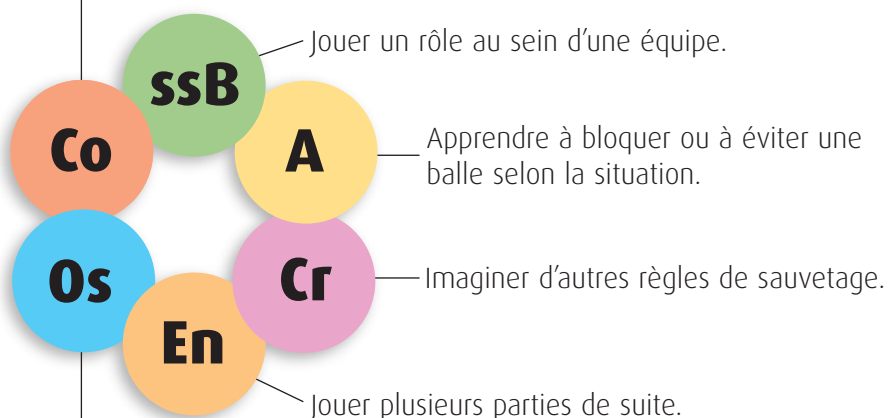 ssB
Jouer un rôle au sein d’une équipe.
Co
A
Apprendre à bloquer ou à éviter une
balle selon la situation.
Os
Cr
Imaginer d’autres règles de sauvetage.
En
Jouer plusieurs parties de suite.